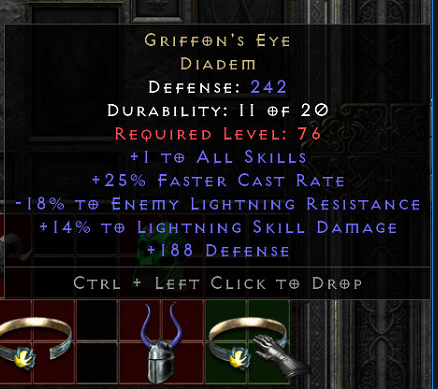 Griffon's Eye
Diadem
Defense: 242
Durability: 11 of 20
Required Level: 76
+1 to All Skills
+25% Faster Cast Rate
-18% to Enemy Lightning Resistance
+14% to Lightning Skill Damage
+188 Defense
Ctrl + Left Click to Drop